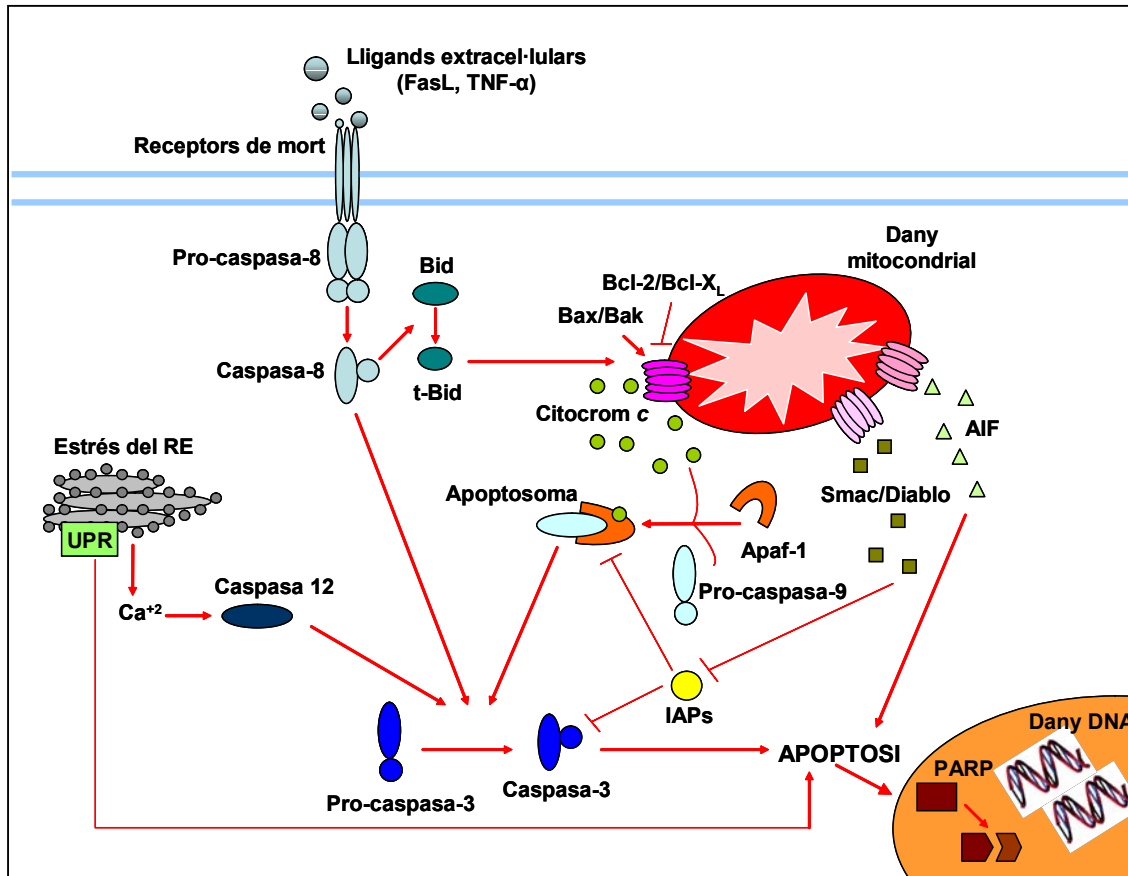 Lligands extracel·lulars
(FasL, TNF-α)
Receptors de mort
Pro-caspasa-8
Bid
Dany
mitocondrial
Bcl-2/Bcl-XL
Bax/Bak
Caspasa-8
t-Bid
Citocrom c
AIF
Estrés del RE
Apoptosoma
Smac/Diablo
UPR
Apaf-1
Caspasa 12
Pro-caspasa-9
Ca+2
IAPs
Dany DNA
APOPTOSI
PARP
Pro-caspasa-3
Caspasa-3